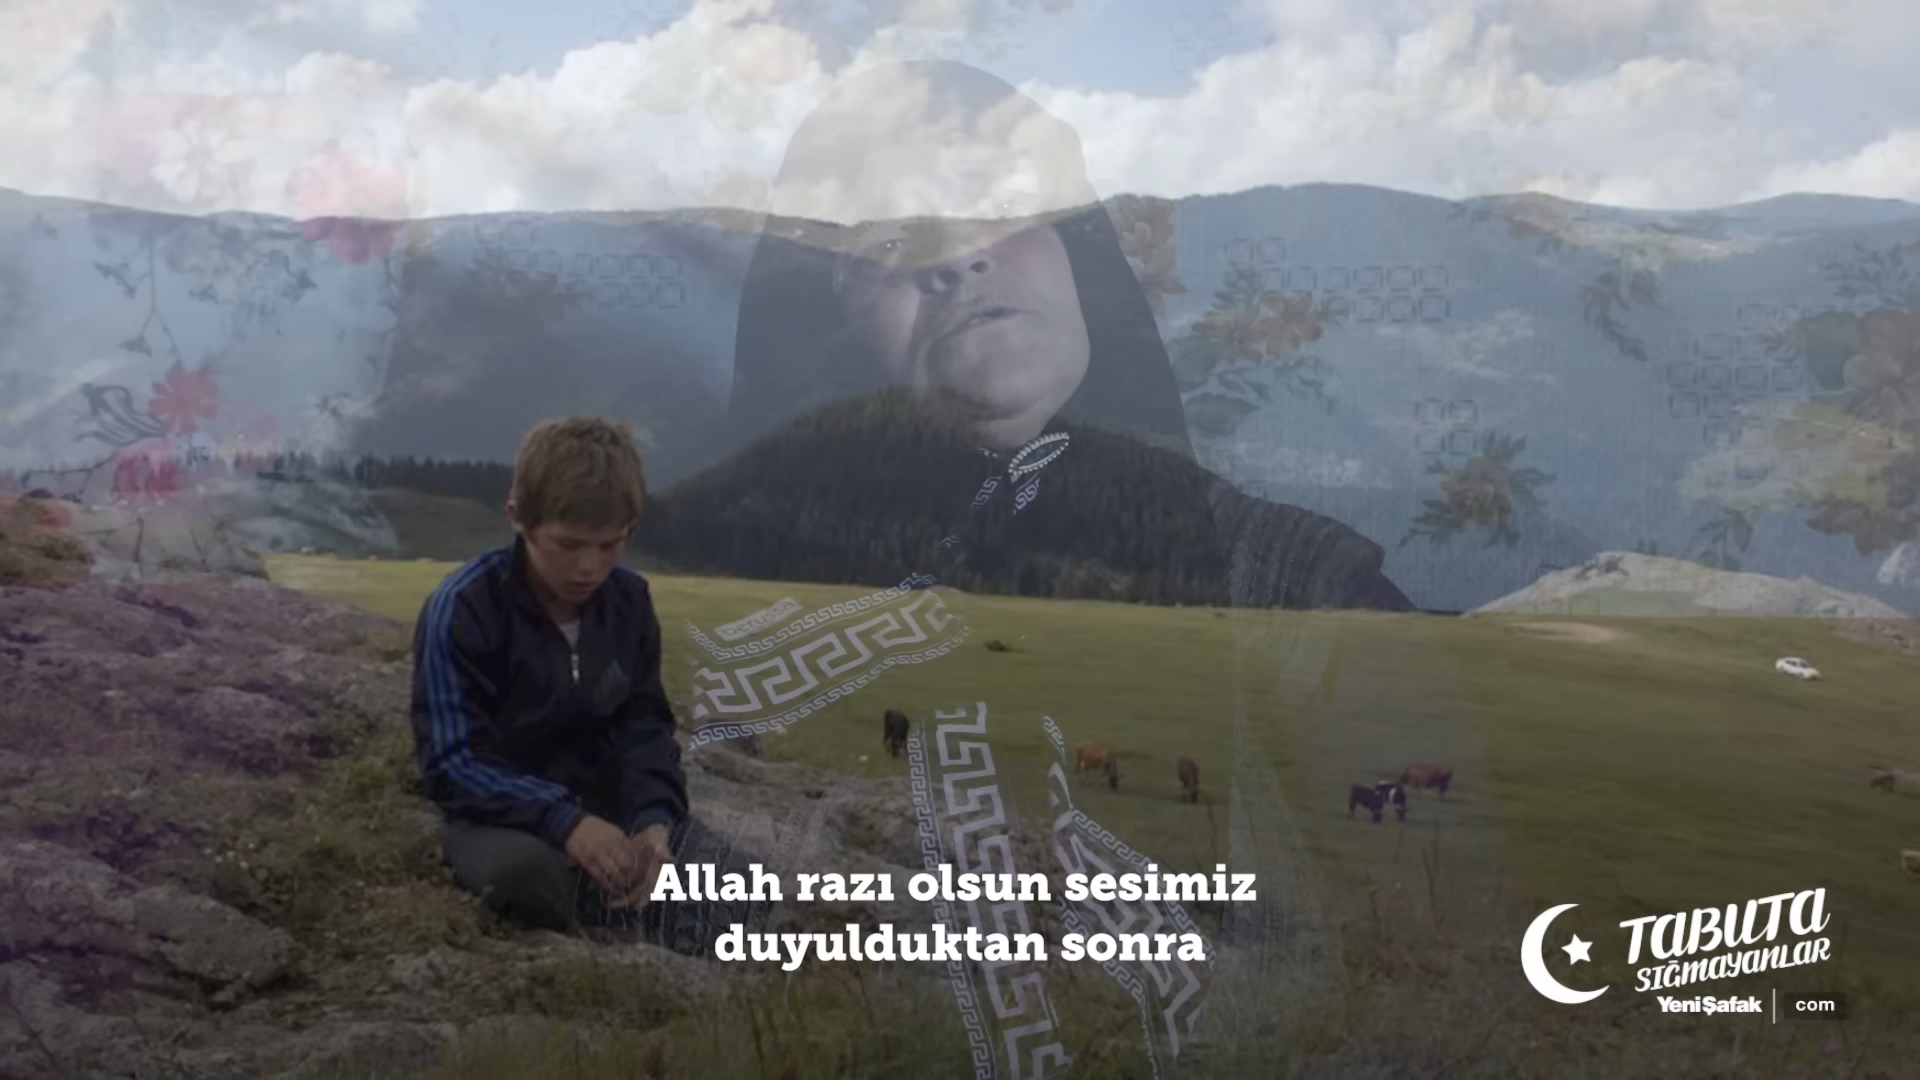 Allah razı olsun sesimiz
duyulduktan sonra
TABUTA
SIĞMAYANLAR
YeniŞafak | com